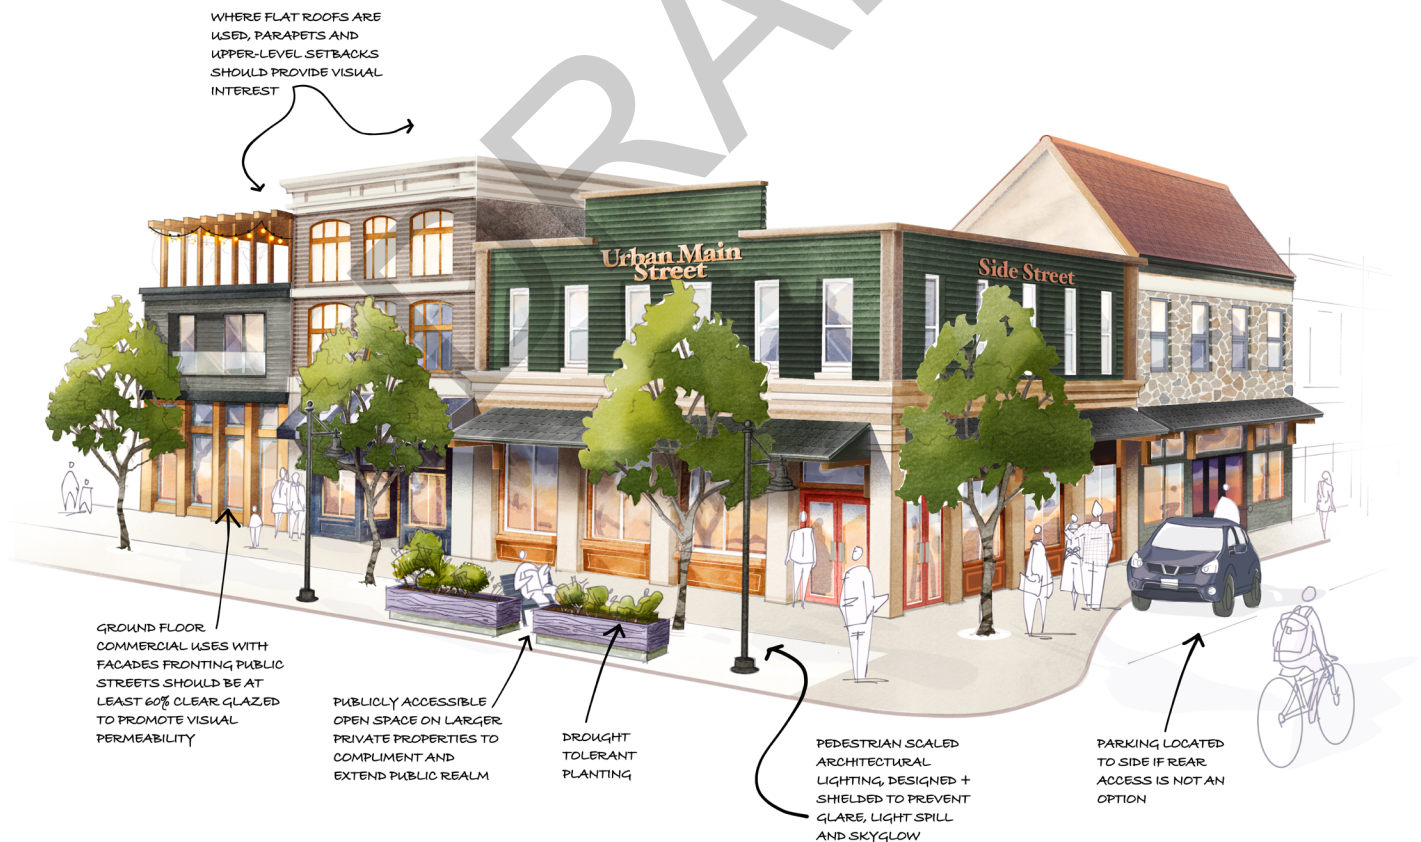 WHERE FLAT ROOFS ARE
USED, PARAPETS AND
UPPER-LEVEL SETBACKS
SHOULD PROVIDE VISUAL
INTEREST
Urban Main
Street
Side Street
GROUND FLOOR
COMMERCIAL USES WITH
FACADES FRONTING PUBLIC
STREETS SHOULD BE AT
LEAST 60% CLEAR GLAZED
TO PROMOTE VISUAL
PERMEABILITY
PUBLICLY ACCESSIBLE
OPEN SPACE ON LARGER
PRIVATE PROPERTIES TO
COMPLIMENT AND
EXTEND PUBLIC REALM
DROUGHT
TOLERANT
PLANTING
PEDESTRIAN SCALED
ARCHITECTURAL
LIGHTING, DESIGNED +
SHIELDED TO PREVENT
GLARE, LIGHT SPILL
AND SKYGLOW
PARKING LOCATED
TO SIDE IF REAR
ACCESS IS NOT AN
OPTION